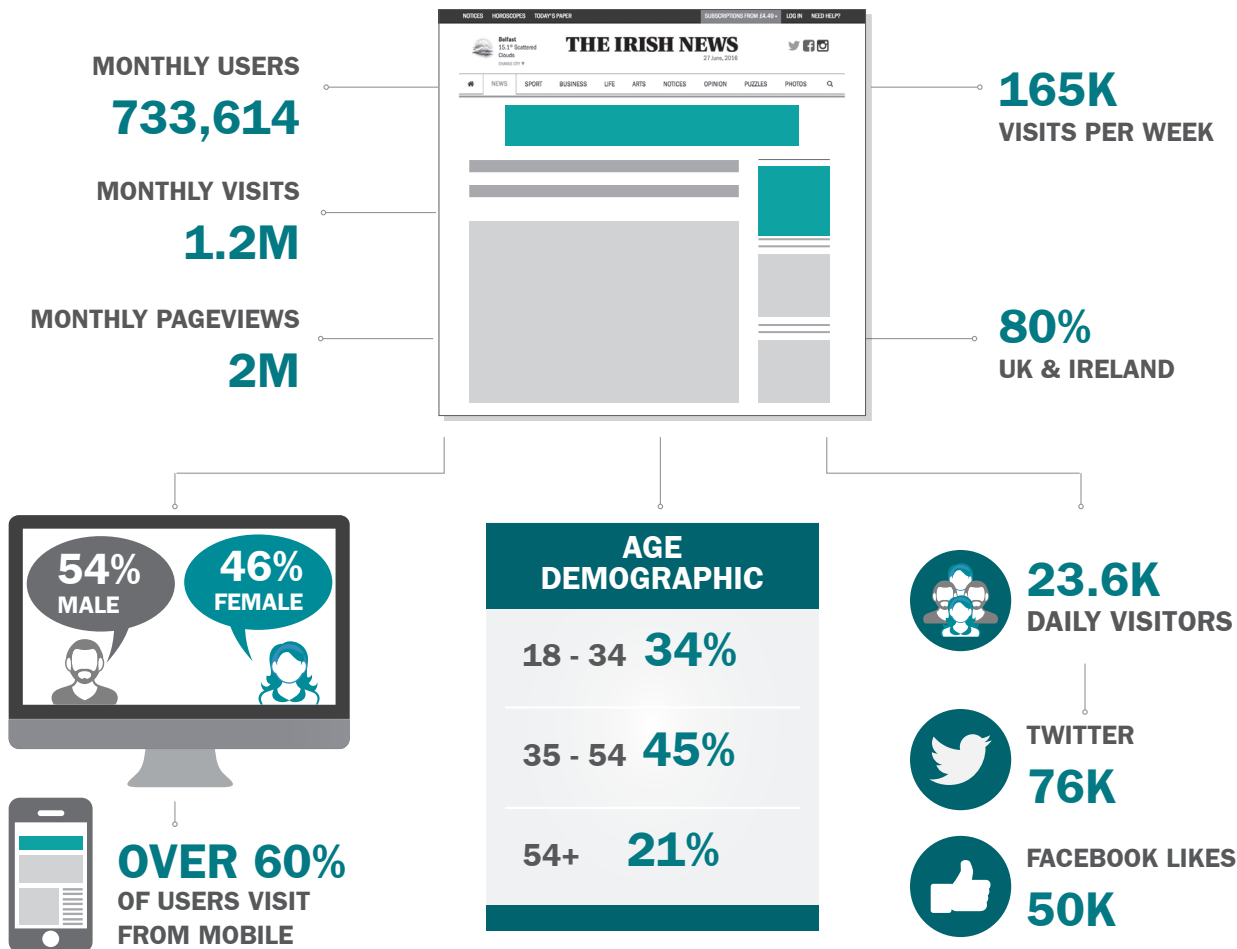 NOTICES HOROSCOPES TODAY'S PAPER SUBSCRIPTIONS FROM £4.49 LOG IN NEED HELP?
Belfast
15.1° Scattered
Clouds
CHANGE CITY
THE IRISH NEWS
27 June, 2016
NEWS SPORT BUSINESS LIFE ARTS NOTICES OPINION PUZZLES PHOTOS
MONTHLY USERS
733,614
MONTHLY VISITS
1.2M
MONTHLY PAGEVIEWS
2M
165K
VISITS PER WEEK
80%
UK & IRELAND
54%
MALE
46%
FEMALE
OVER 60%
OF USERS VISIT
FROM MOBILE
AGE
DEMOGRAPHIC
18 - 34 34%
35 - 54 45%
54+ 21%
23.6K
DAILY VISITORS
TWITTER
76K
FACEBOOK LIKES
50K